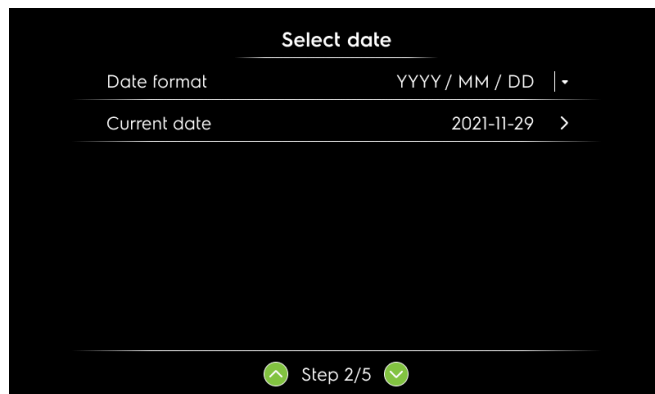 Select date
Date format YYYY / MM / DD
Current date 2021-11-29
Step 2/5